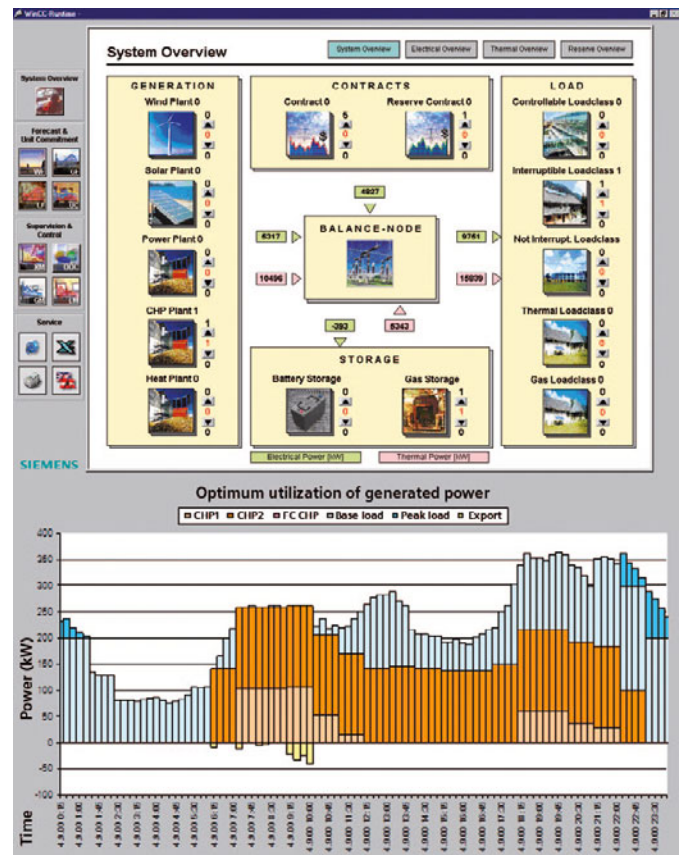 WinCC-Runtime -
System Overview
System Overview
Electrical Overview
Thermal Overview
Reserve Overview
System Overview
Forecast &
Unit Commitment
Supervision &
Control
Service
SIEMENS
GENERATION
Wind Plant 0
0
0
0
Solar Plant 0
0
0
0
Power Plant 0
0
0
0
CHP Plant 1
1
1
0
Heat Plant 0
0
0
0
CONTRACTS
Contract 0
5
0
0
Reserve Contract 0
1
0
0
4927
5317
10496
BALANCE-NODE
9751
15939
-393
5343
STORAGE
Battery Storage
0
0
0
Gas Storage
1
1
0
Electrical Power [kW]
Thermal Power [kW]
LOAD
Controllable Loadclass 0
0
0
0
Interruptible Loadclass 1
1
1
0
Not Interrupt. Loadclass
0
0
0
Thermal Loadclass 0
0
0
0
Gas Loadclass 0
0
0
0
Optimum utilization of generated power
CHP1 CHP2 FC CHP Base load Peak load Export
Power (kW)
400
350
300
250
200
150
100
50
0
-50
-100
Time